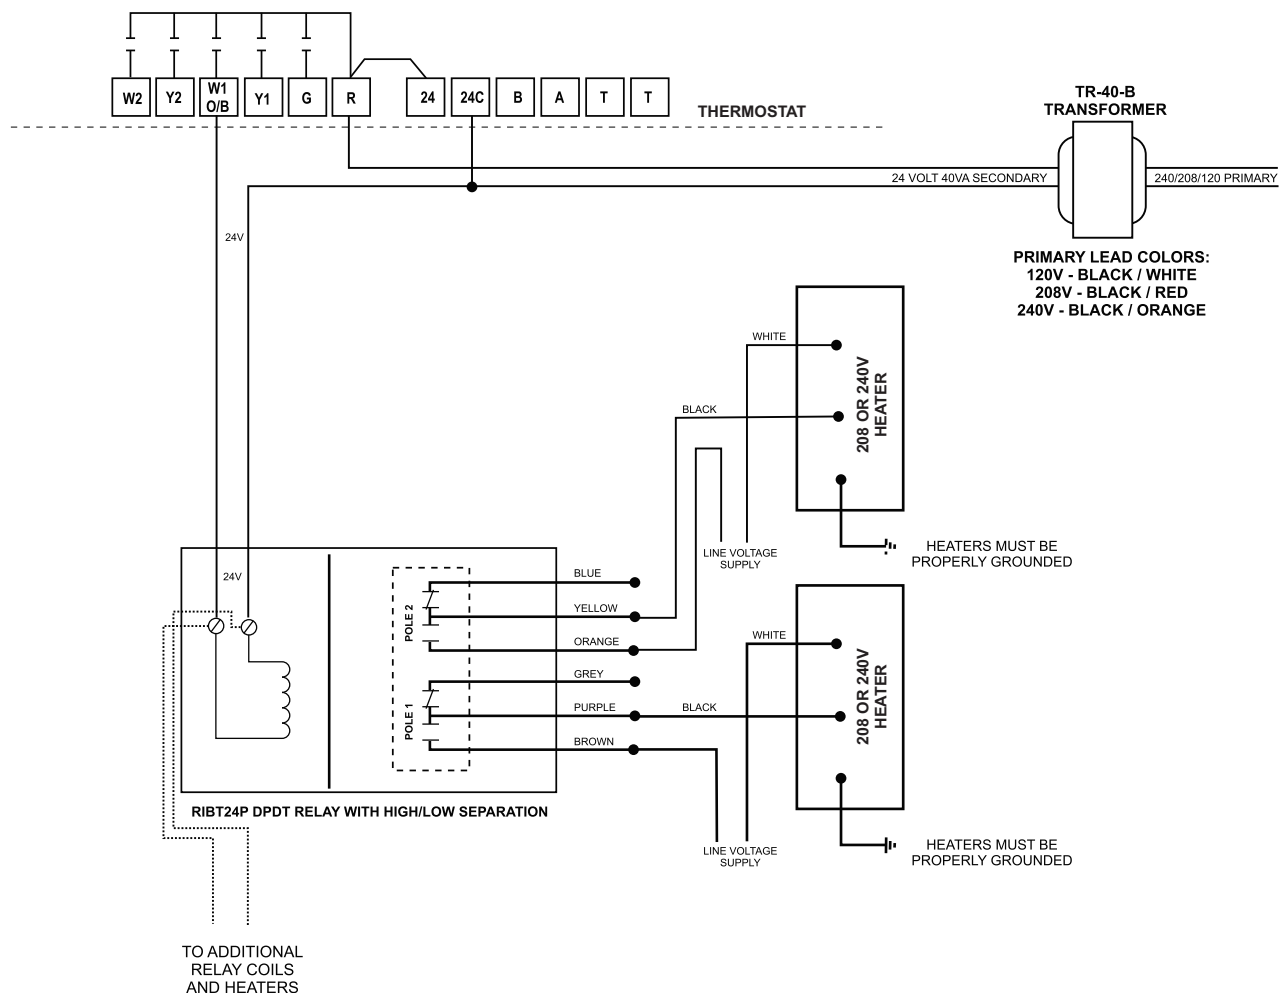 W2
Y2
W1
O/B
Y1
G
R
24
24C
B
A
T
T
THERMOSTAT
TR-40-B
TRANSFORMER
24 VOLT 40VA SECONDARY
240/208/120 PRIMARY
PRIMARY LEAD COLORS:
120V - BLACK / WHITE
208V - BLACK / RED
240V - BLACK / ORANGE
24V
WHITE
BLACK
208 OR 240V
HEATER
LINE VOLTAGE
SUPPLY
HEATERS MUST BE
PROPERLY GROUNDED
24V
POLE 2
BLUE
YELLOW
ORANGE
POLE 1
GREY
PURPLE
BROWN
WHITE
BLACK
208 OR 240V
HEATER
RIBT24P DPDT RELAY WITH HIGH/LOW SEPARATION
LINE VOLTAGE
SUPPLY
HEATERS MUST BE
PROPERLY GROUNDED
TO ADDITIONAL
RELAY COILS
AND HEATERS